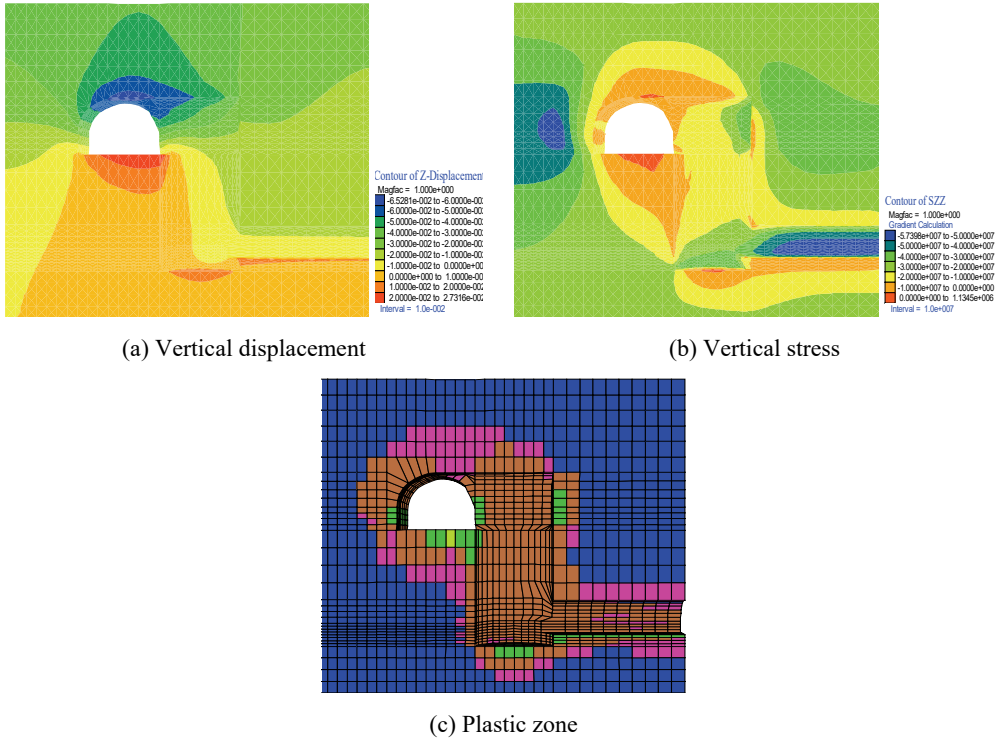 Contour of Z-Displacement
Magfac = 1.000e+000
-6.5281e-002 to -6.0000e-002
-6.0000e-002 to -5.0000e-002
-5.0000e-002 to -4.0000e-002
-4.0000e-002 to -3.0000e-002
-3.0000e-002 to -2.0000e-002
-2.0000e-002 to -1.0000e-002
-1.0000e-002 to 0.0000e+000
0.0000e+000 to 1.0000e-002
1.0000e-002 to 2.0000e-002
2.0000e-002 to 2.7316e-002
Interval = 1.0e-002
Contour of SZZ
Magfac = 1.000e+000
Gradient Calculation
-5.7398e+007 to -5.0000e+007
-5.0000e+007 to -4.0000e+007
-4.0000e+007 to -3.0000e+007
-3.0000e+007 to -2.0000e+007
-2.0000e+007 to -1.0000e+007
-1.0000e+007 to 0.0000e+000
0.0000e+000 to 1.1345e+006
Interval = 1.0e+007
(a) Vertical displacement
(b) Vertical stress
(c) Plastic zone